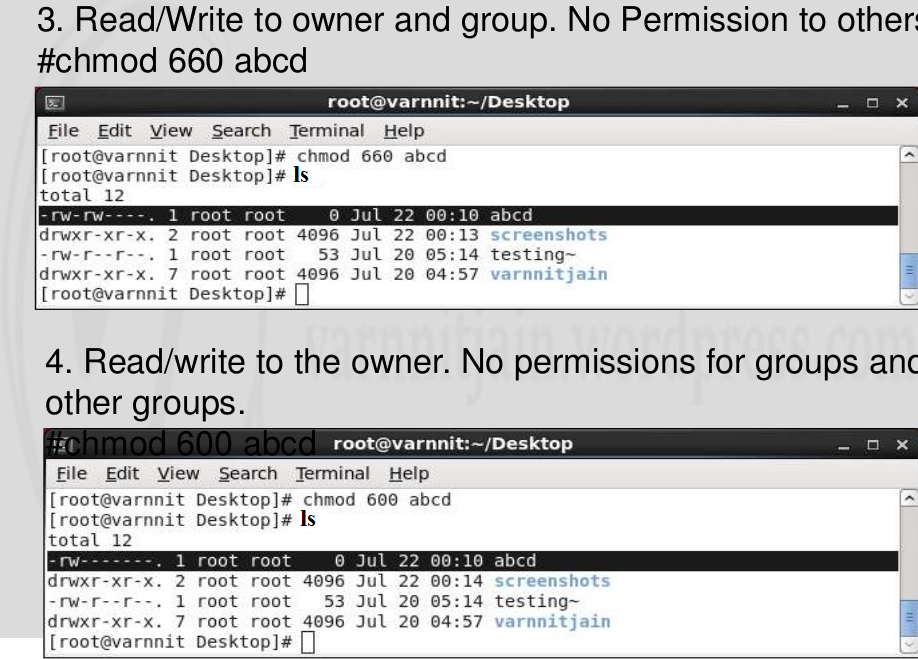 3. Read/Write to owner and group. No Permission to others
#chmod 660 abcd
root@varnnit:~/Desktop
File Edit View Search Terminal Help
[root@varnnit Desktop]# chmod 660 abcd
[root@varnnit Desktop]# ls
total 12
-rw-rw----. 1 root root    0 Jul 22 00:10 abcd
drwxr-xr-x. 2 root root 4096 Jul 22 00:13 screenshots
-rw-r--r--. 1 root root   53 Jul 20 05:14 testing~
drwxr-xr-x. 7 root root 4096 Jul 20 04:57 varnnitjain
[root@varnnit Desktop]#
varnnitjain.wordpress.com
4. Read/write to the owner. No permissions for groups and
other groups.
#chmod 600 abcd
root@varnnit:~/Desktop
File Edit View Search Terminal Help
[root@varnnit Desktop]# chmod 600 abcd
[root@varnnit Desktop]# ls
total 12
-rw-------. 1 root root    0 Jul 22 00:10 abcd
drwxr-xr-x. 2 root root 4096 Jul 22 00:14 screenshots
-rw-r--r--. 1 root root   53 Jul 20 05:14 testing~
drwxr-xr-x. 7 root root 4096 Jul 20 04:57 varnnitjain
[root@varnnit Desktop]#